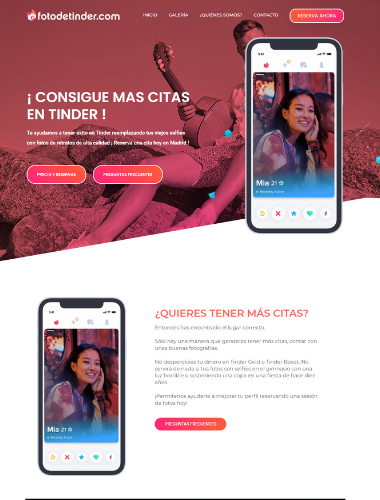 fotodetinder.com
INICIO
GALERÍA
¿QUIÉNES SOMOS?
CONTACTO
RESERVA AHORA
¡ CONSIGUE MAS CITAS
EN TINDER !
Te ayudamos a tener éxito en Tinder reemplazando tus viejos selfies
con fotos de retratos de alta calidad ¡ Reserva una cita hoy en Madrid !
PRECIO Y RESERVAS
PREGUNTAS FRECUENTES
Mia 21
Recently Active
¿QUIERES TENER MÁS CITAS?
Entonces has encontrado el lugar correcto.
Sólo hay una manera que garantiza tener más citas, contar con
unas buenas fotografías.
No desperdicies tu dinero en Tinder Gold o Tinder Boost. No
servirá de nada si tus fotos son selfies en el gimnasio con una
luz horrible o sosteniendo una copa en una fiesta de hace diez
años.
¡Permítenos ayudarte a mejorar tu perfil reservando una sesión
de fotos hoy!
PREGUNTAS FRECUENTES
Mia 21
Recently Active